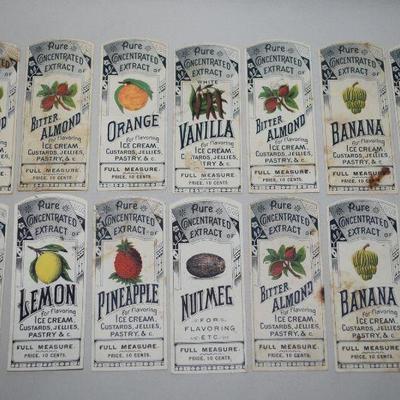 Pure
Concentrated
Extract of
Bitter
Almond
for flavoring
Ice Cream,
Custards, Jellies,
Pastry, & c.
Full Measure.
Price, 10 Cents.
Pure
Concentrated
Extract of
Orange
for flavoring
Ice Cream,
Custards, Jellies,
Pastry, & c.
Full Measure.
Price, 10 Cents.
Pure
Concentrated
Extract of
White
Vanilla
for flavoring
Ice Cream,
Custards, Jellies,
Pastry, & c.
Full Measure.
Price, 10 Cents.
Pure
Concentrated
Extract of
Bitter
Almond
for flavoring
Ice Cream,
Custards, Jellies,
Pastry, & c.
Full Measure.
Price, 10 Cents.
Pure
Concentrated
Extract of
Banana
for flavoring
Ice Cream,
Custards, Jellies,
Pastry, & c.
Full Measure.
Price, 10 Cents.
Pure
Concentrated
Extract of
Lemon
for flavoring
Ice Cream,
Custards, Jellies,
Pastry, & c.
Full Measure.
Price, 10 Cents.
Pure
Concentrated
Extract of
Pineapple
for flavoring
Ice Cream,
Custards, Jellies,
Pastry, & c.
Full Measure.
Price, 10 Cents.
Pure
Concentrated
Extract of
Nutmeg
For
Flavoring
Etc.
Full Measure.
Price, 10 Cents.
Pure
Concentrated
Extract of
Bitter
Almond
for flavoring
Ice Cream,
Custards, Jellies,
Pastry, & c.
Full Measure.
Price, 10 Cents.
Pure
Concentrated
Extract of
Banana
for flavoring
Ice Cream,
Custards, Jellies,
Pastry, & c.
Full Measure.
Price, 10 Cents.